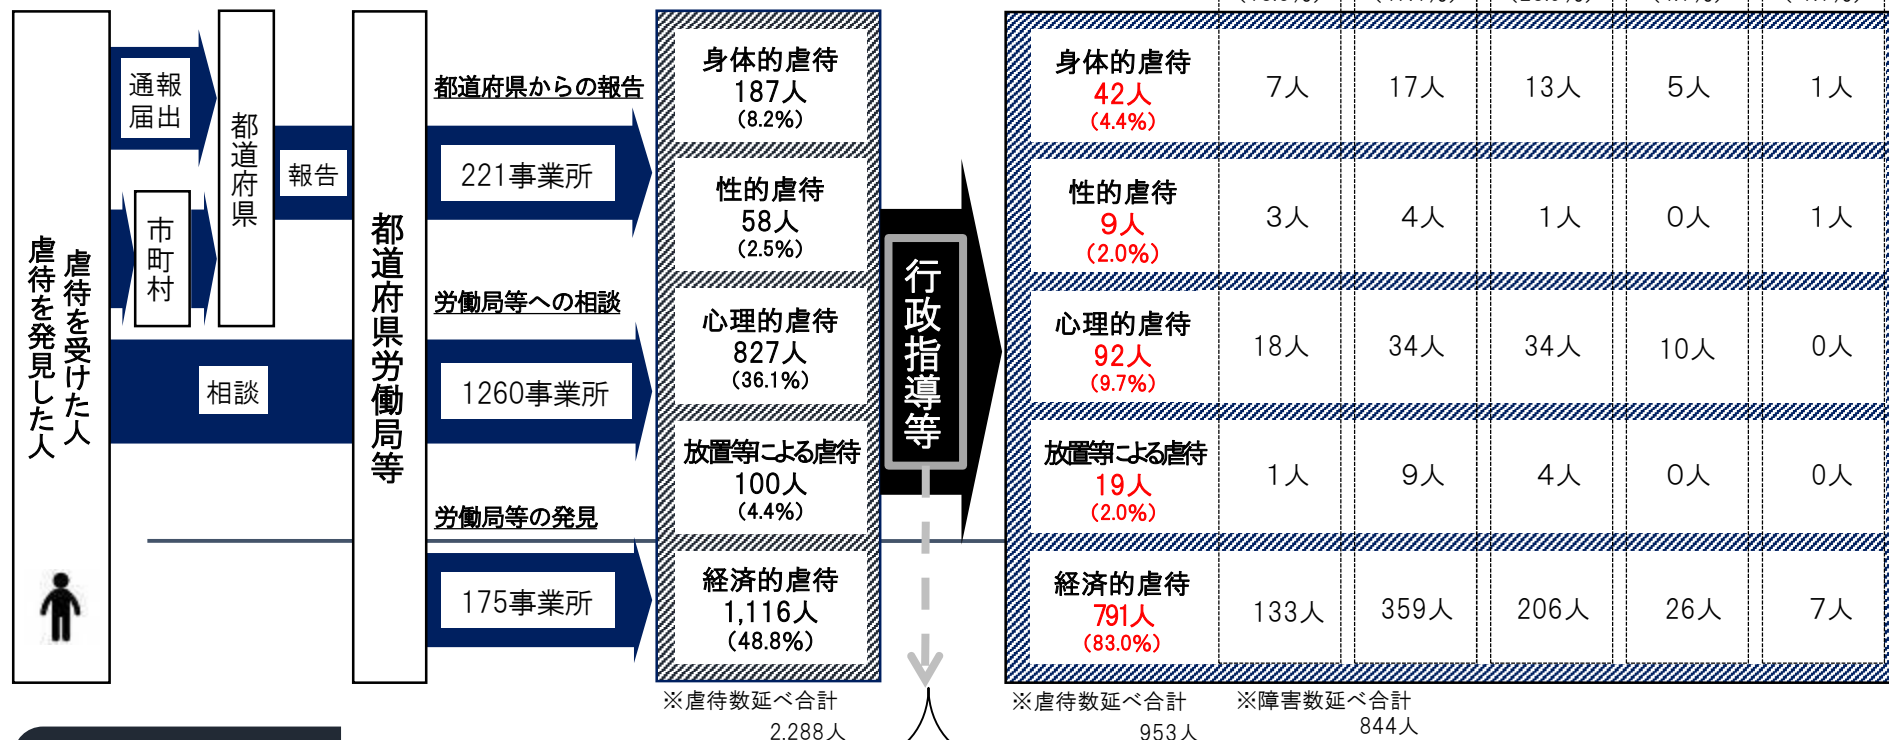 虐待を受けた人
虐待を発見した人
通報
届出
市町村
都道府県
報告
相談
都道府県労働局等
都道府県からの報告
221事業所
労働局等への相談
1260事業所
労働局等の発見
175事業所
身体的虐待
187人
(8.2%)
性的虐待
58人
(2.5%)
心理的虐待
827人
(36.1%)
放置等による虐待
100人
(4.4%)
経済的虐待
1,116人
(48.8%)
※虐待数延べ合計
2,288人
行政指導等
身体的虐待
42人
(4.4%)
7人 17人 13人 5人 1人
性的虐待
9人
(2.0%)
3人 4人 1人 0人 1人
心理的虐待
92人
(9.7%)
18人 34人 34人 10人 0人
放置等による虐待
19人
(2.0%)
1人 9人 4人 0人 0人
経済的虐待
791人
(83.0%)
133人 359人 206人 26人 7人
※虐待数延べ合計
953人
※障害数延べ合計
844人